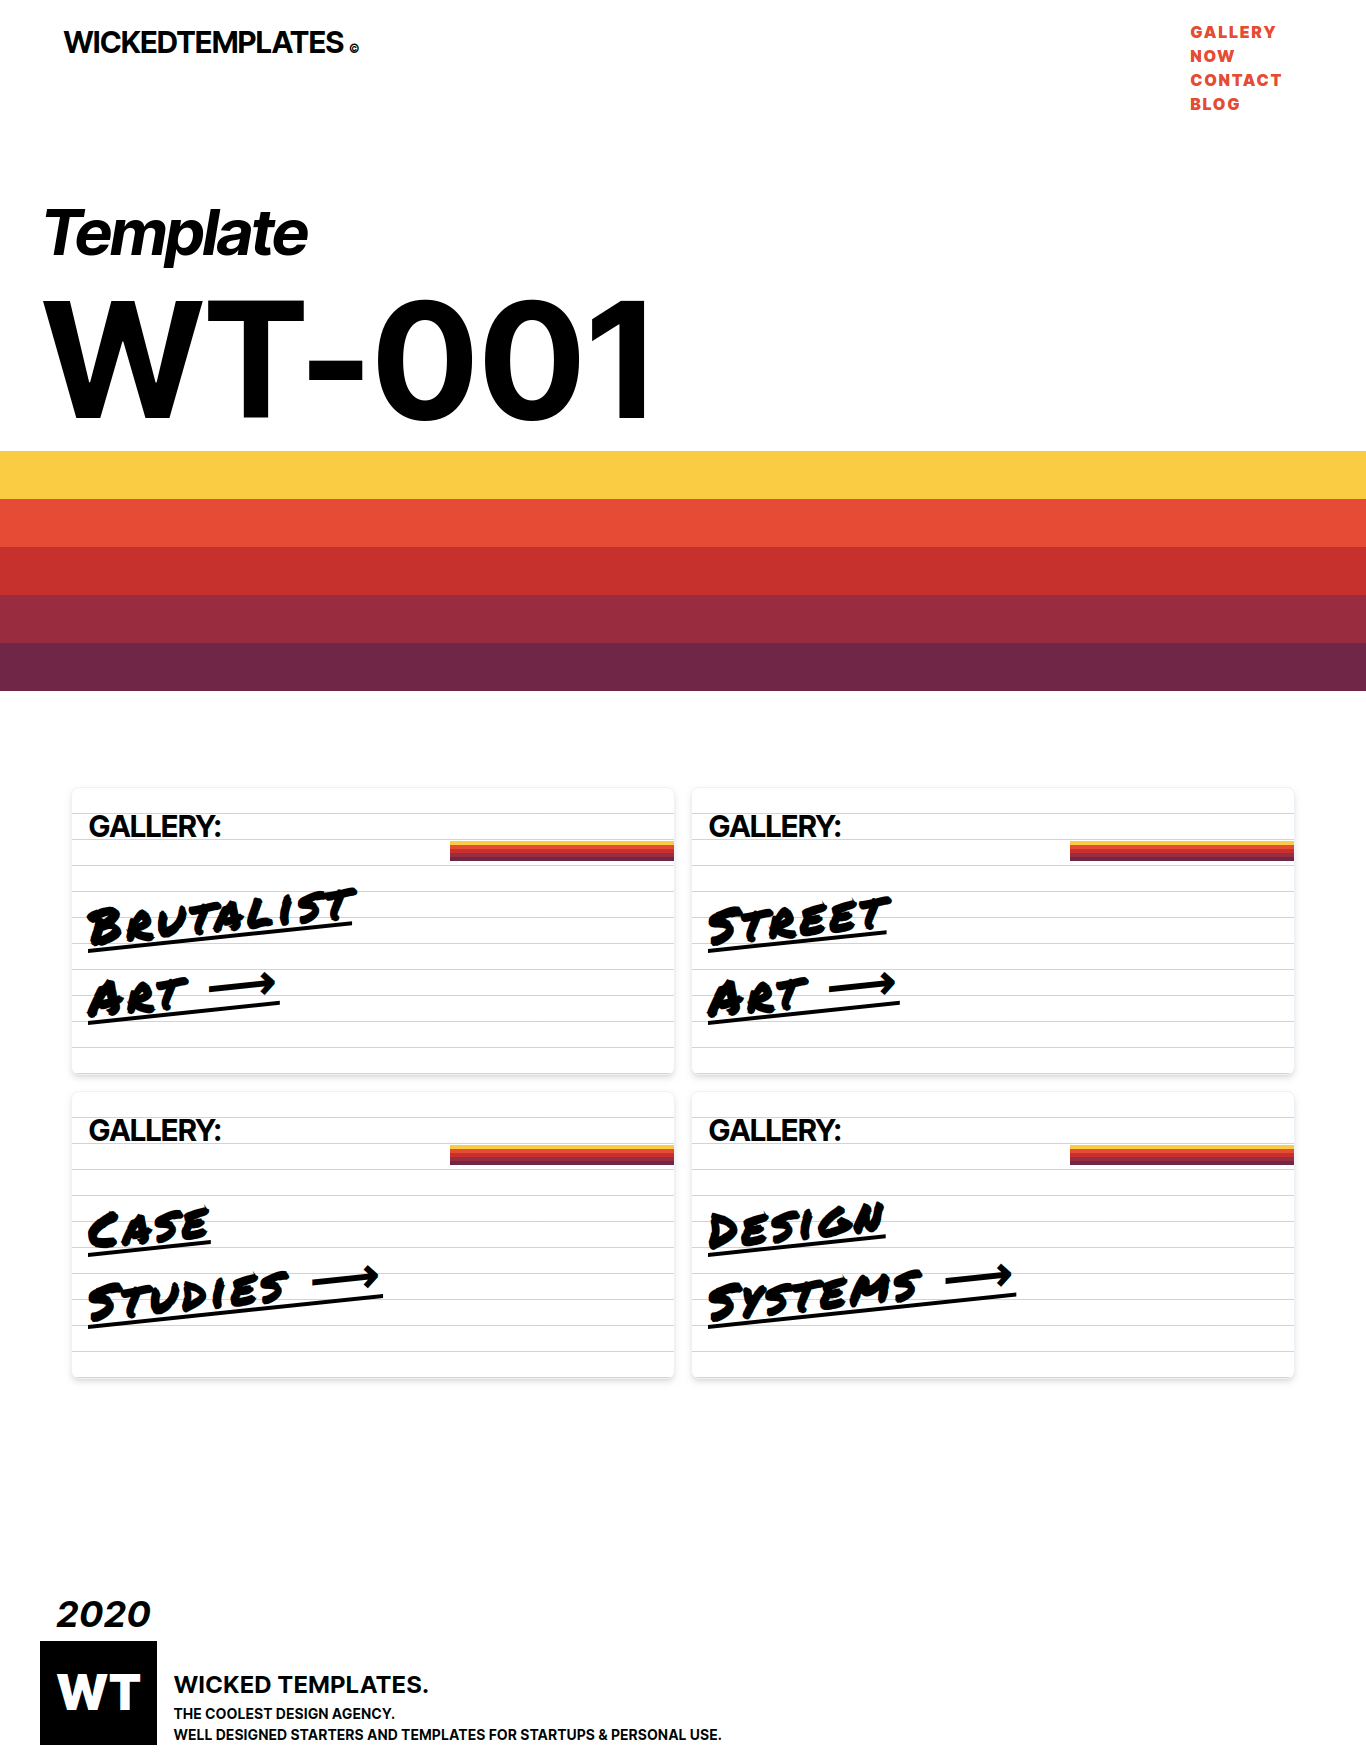 WICKEDTEMPLATES ©
GALLERY
NOW
CONTACT
BLOG
Template
WT-001
GALLERY:
BRUTALIST
ART ⟶
GALLERY:
STREET
ART ⟶
GALLERY:
CASE
STUDIES ⟶
GALLERY:
DESIGN
SYSTEMS ⟶
2020
WT
WICKED TEMPLATES.
THE COOLEST DESIGN AGENCY.
WELL DESIGNED STARTERS AND TEMPLATES FOR STARTUPS & PERSONAL USE.